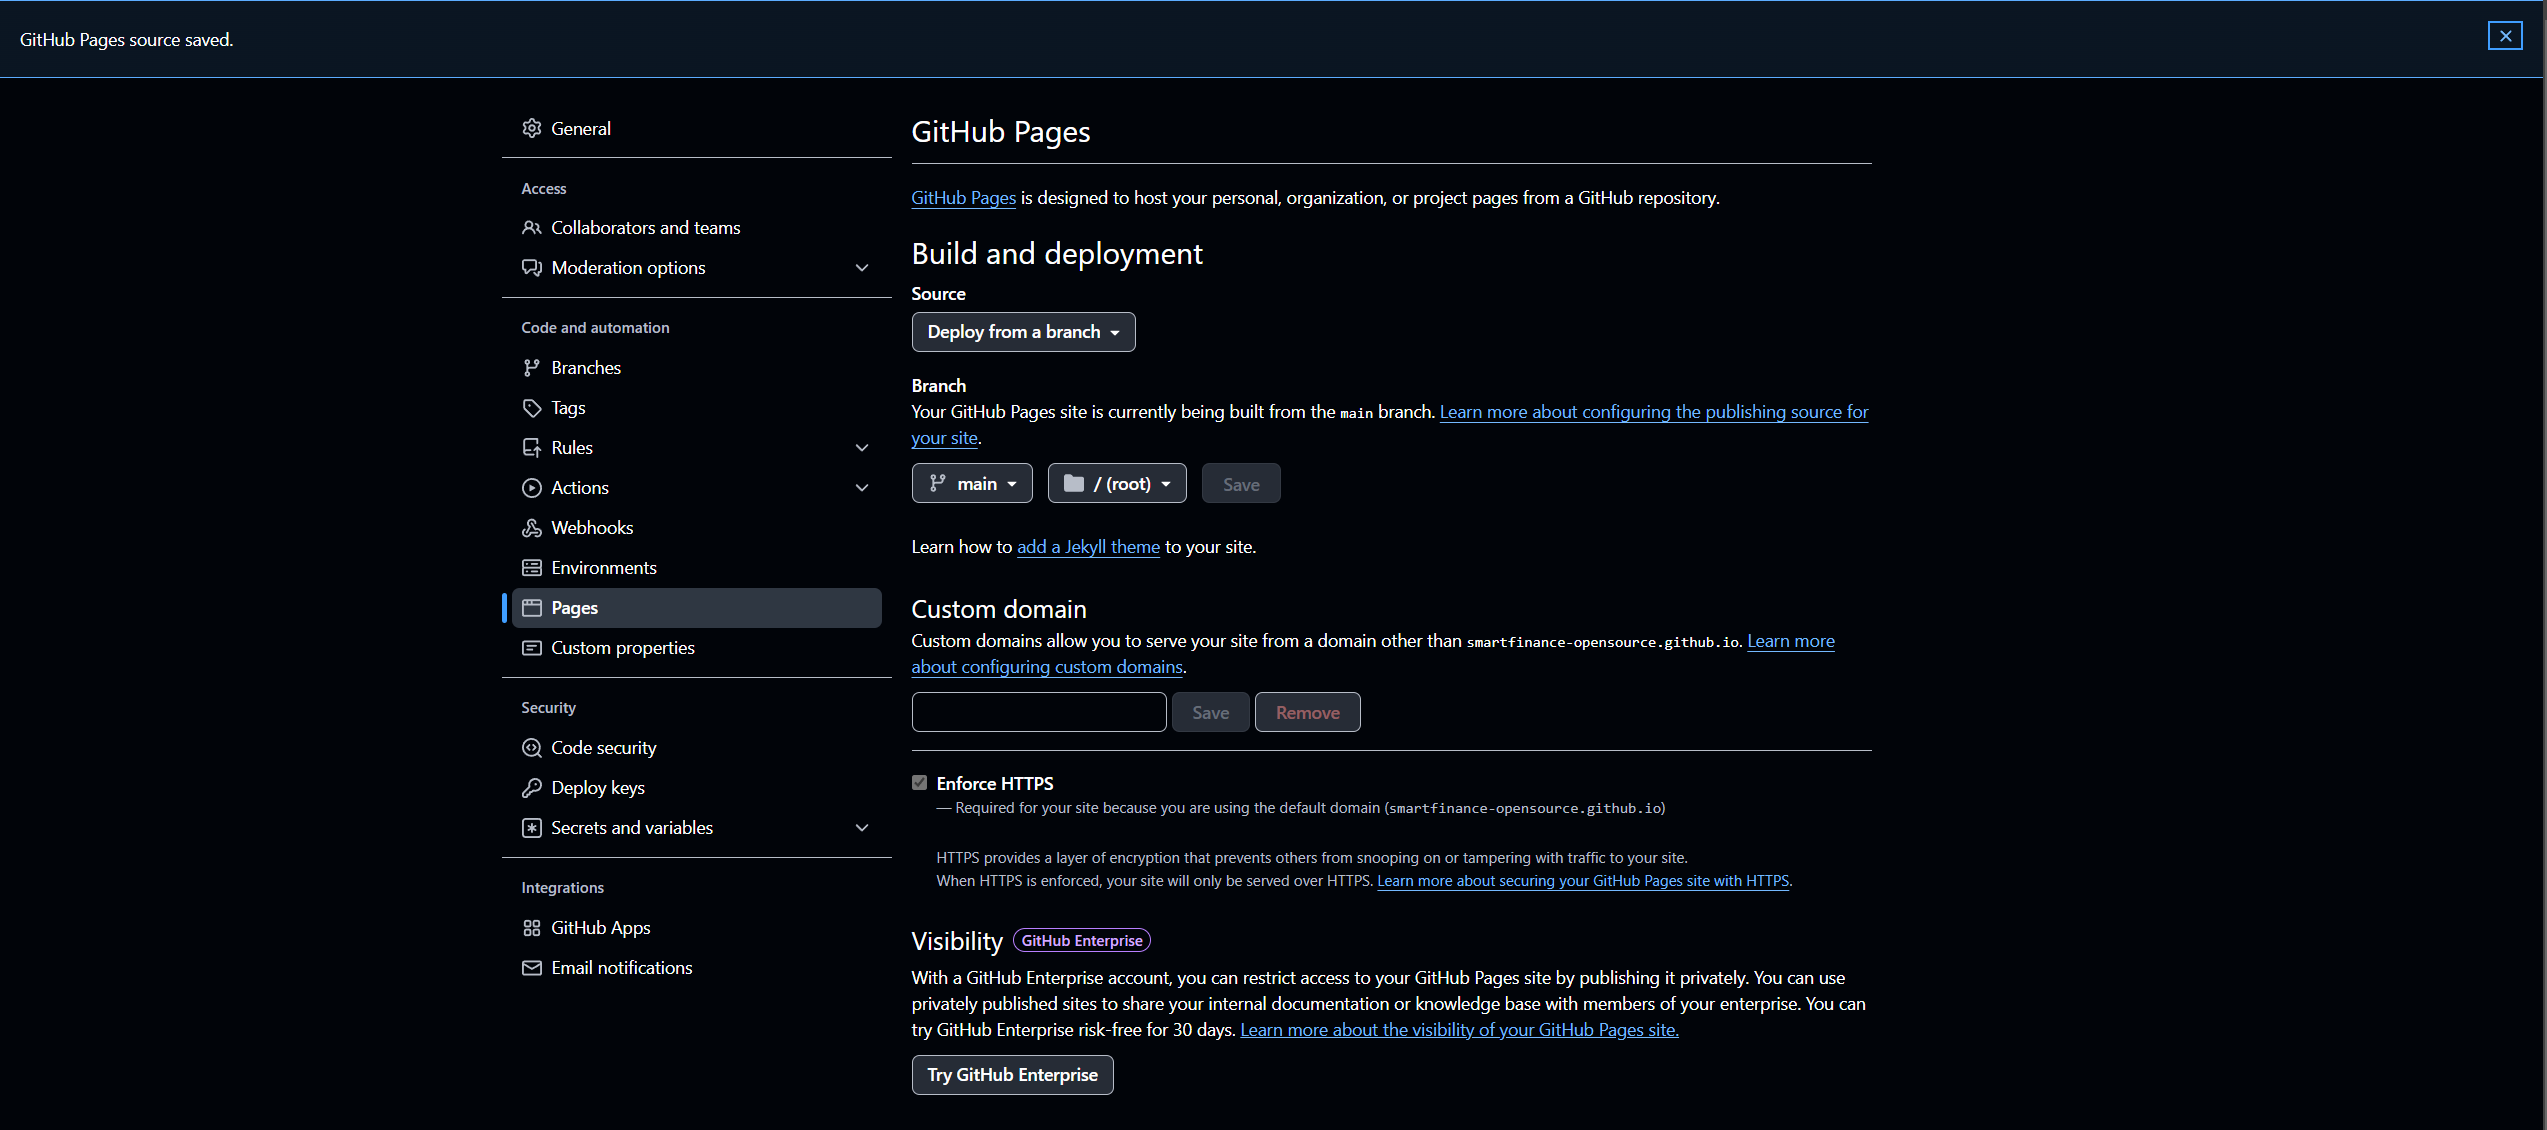 GitHub Pages source saved.
General
Access
Collaborators and teams
Moderation options
Code and automation
Branches
Tags
Rules
Actions
Webhooks
Environments
Pages
Custom properties
Security
Code security
Deploy keys
Secrets and variables
Integrations
GitHub Apps
Email notifications
GitHub Pages
GitHub Pages is designed to host your personal, organization, or project pages from a GitHub repository.
Build and deployment
Source
Deploy from a branch
Branch
Your GitHub Pages site is currently being built from the main branch. Learn more about configuring the publishing source for
your site.
main / (root) Save
Learn how to add a Jekyll theme to your site.
Custom domain
Custom domains allow you to serve your site from a domain other than smartfinance-opensource.github.io. Learn more
about configuring custom domains.
Save Remove
Enforce HTTPS
— Required for your site because you are using the default domain (smartfinance-opensource.github.io)
HTTPS provides a layer of encryption that prevents others from snooping on or tampering with traffic to your site.
When HTTPS is enforced, your site will only be served over HTTPS. Learn more about securing your GitHub Pages site with HTTPS.
Visibility GitHub Enterprise
With a GitHub Enterprise account, you can restrict access to your GitHub Pages site by publishing it privately. You can use
privately published sites to share your internal documentation or knowledge base with members of your enterprise. You can
try GitHub Enterprise risk-free for 30 days. Learn more about the visibility of your GitHub Pages site.
Try GitHub Enterprise